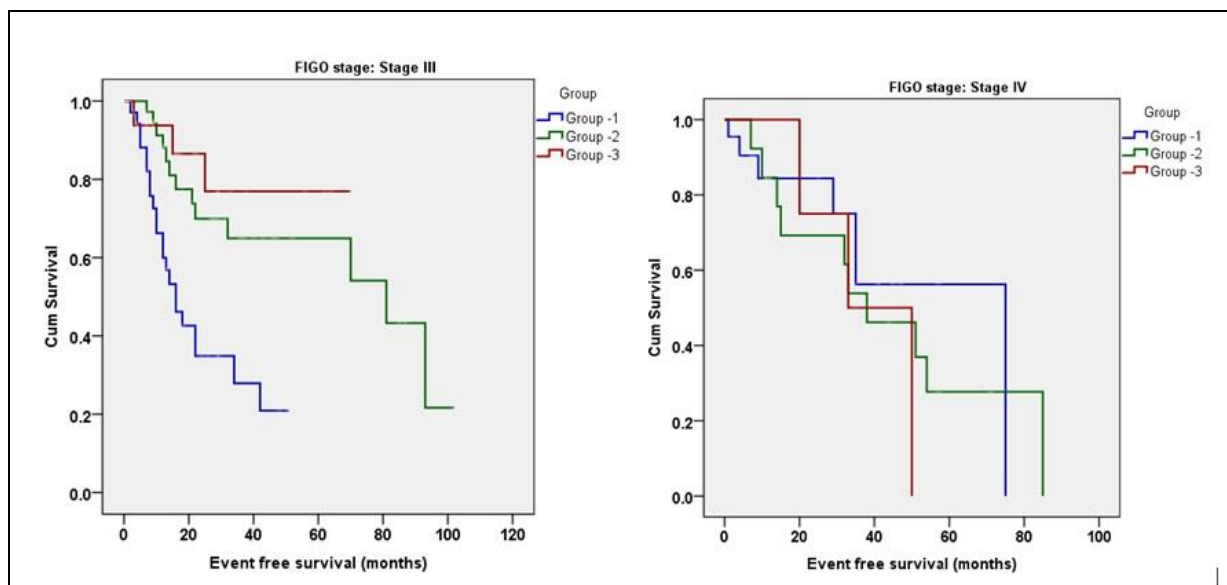 FIGO stage: Stage III
Group
Group -1
Group -2
Group -3
1.0
0.8
0.6
0.4
0.2
0.0
Cum Survival
0 20 40 60 80 100 120
Event free survival (months)
FIGO stage: Stage IV
Group
Group -1
Group -2
Group -3
1.0
0.8
0.6
0.4
0.2
0.0
Cum Survival
0 20 40 60 80 100
Event free survival (months)